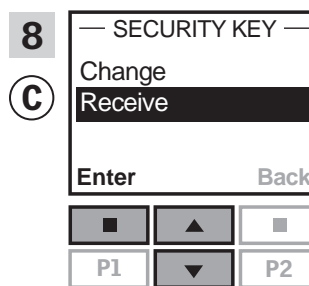 8
— SECURITY KEY —
C
Change
Receive
Enter Back
P1 P2